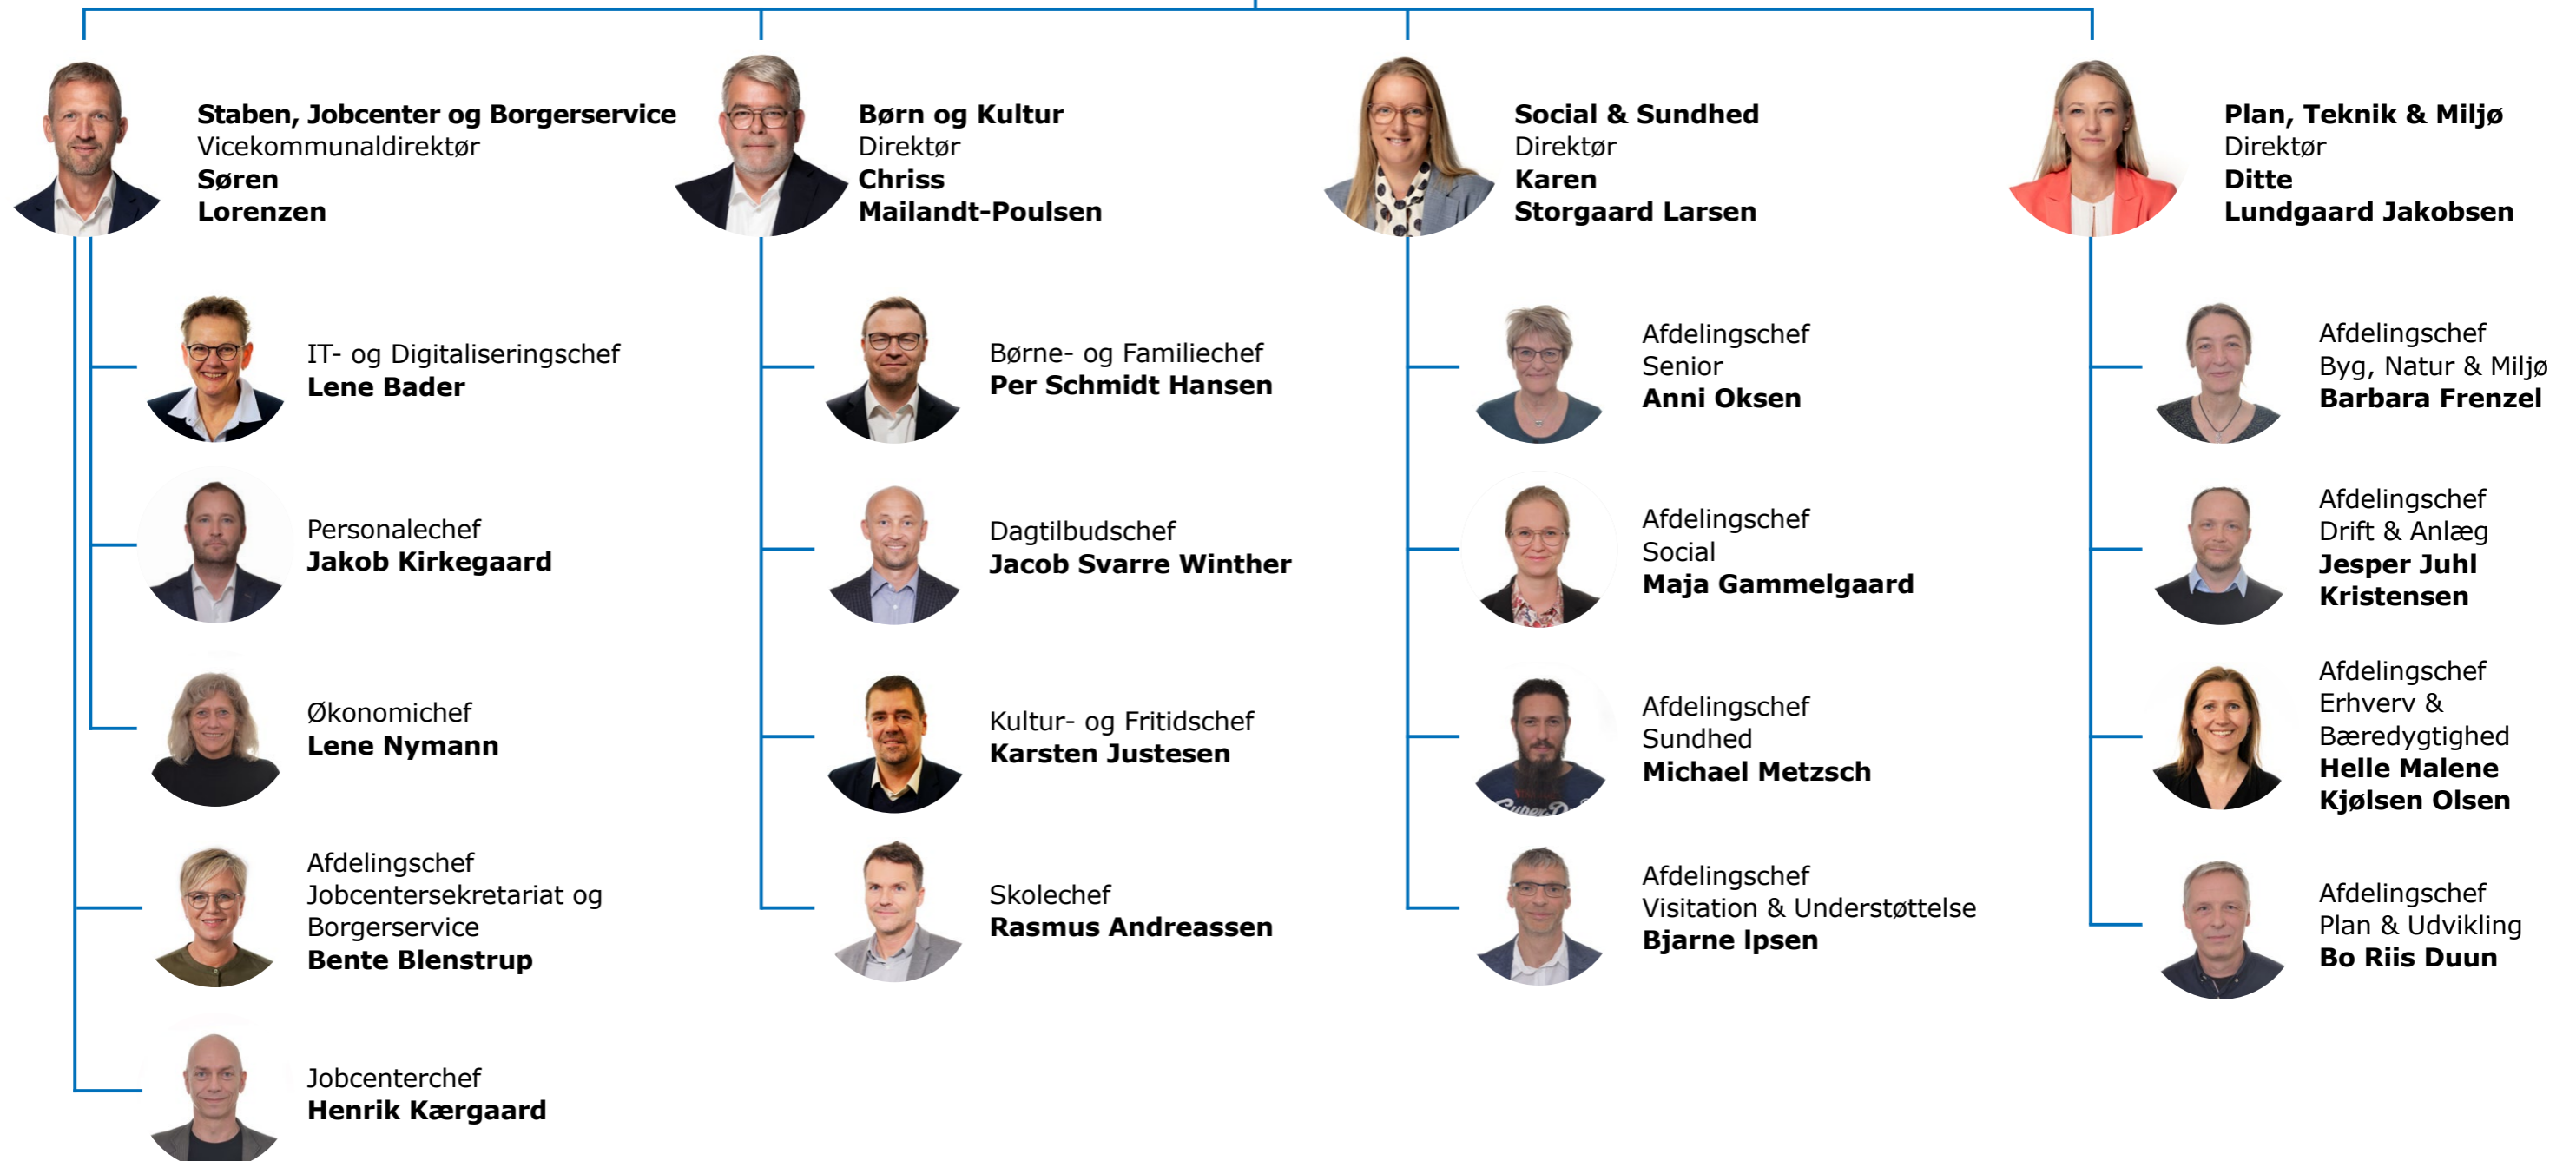 Staben, Jobcenter og Borgerservice
Vicekommunaldirektør
Søren
Lorenzen
IT- og Digitaliseringschef
Lene Bader
Personalechef
Jakob Kirkegaard
Økonomichef
Lene Nymann
Afdelingschef
Jobcentersekretariat og
Borgerservice
Bente Blenstrup
Jobcenterchef
Henrik Kærgaard
Børn og Kultur
Direktør
Chriss
Mailandt-Poulsen
Børne- og Familiechef
Per Schmidt Hansen
Dagtilbudschef
Jacob Svarre Winther
Kultur- og Fritidschef
Karsten Justesen
Skolechef
Rasmus Andreassen
Social & Sundhed
Direktør
Karen
Storgaard Larsen
Afdelingschef
Senior
Anni Oksen
Afdelingschef
Social
Maja Gammelgaard
Afdelingschef
Sundhed
Michael Metzsch
Afdelingschef
Visitation & Understøttelse
Bjarne lpsen
Plan, Teknik & Miljø
Direktør
Ditte
Lundgaard Jakobsen
Afdelingschef
Byg, Natur & Miljø
Barbara Frenzel
Afdelingschef
Drift & Anlæg
Jesper Juhl
Kristensen
Afdelingschef
Erhverv &
Bæredygtighed
Helle Malene
Kjølsen Olsen
Afdelingschef
Plan & Udvikling
Bo Riis Duun